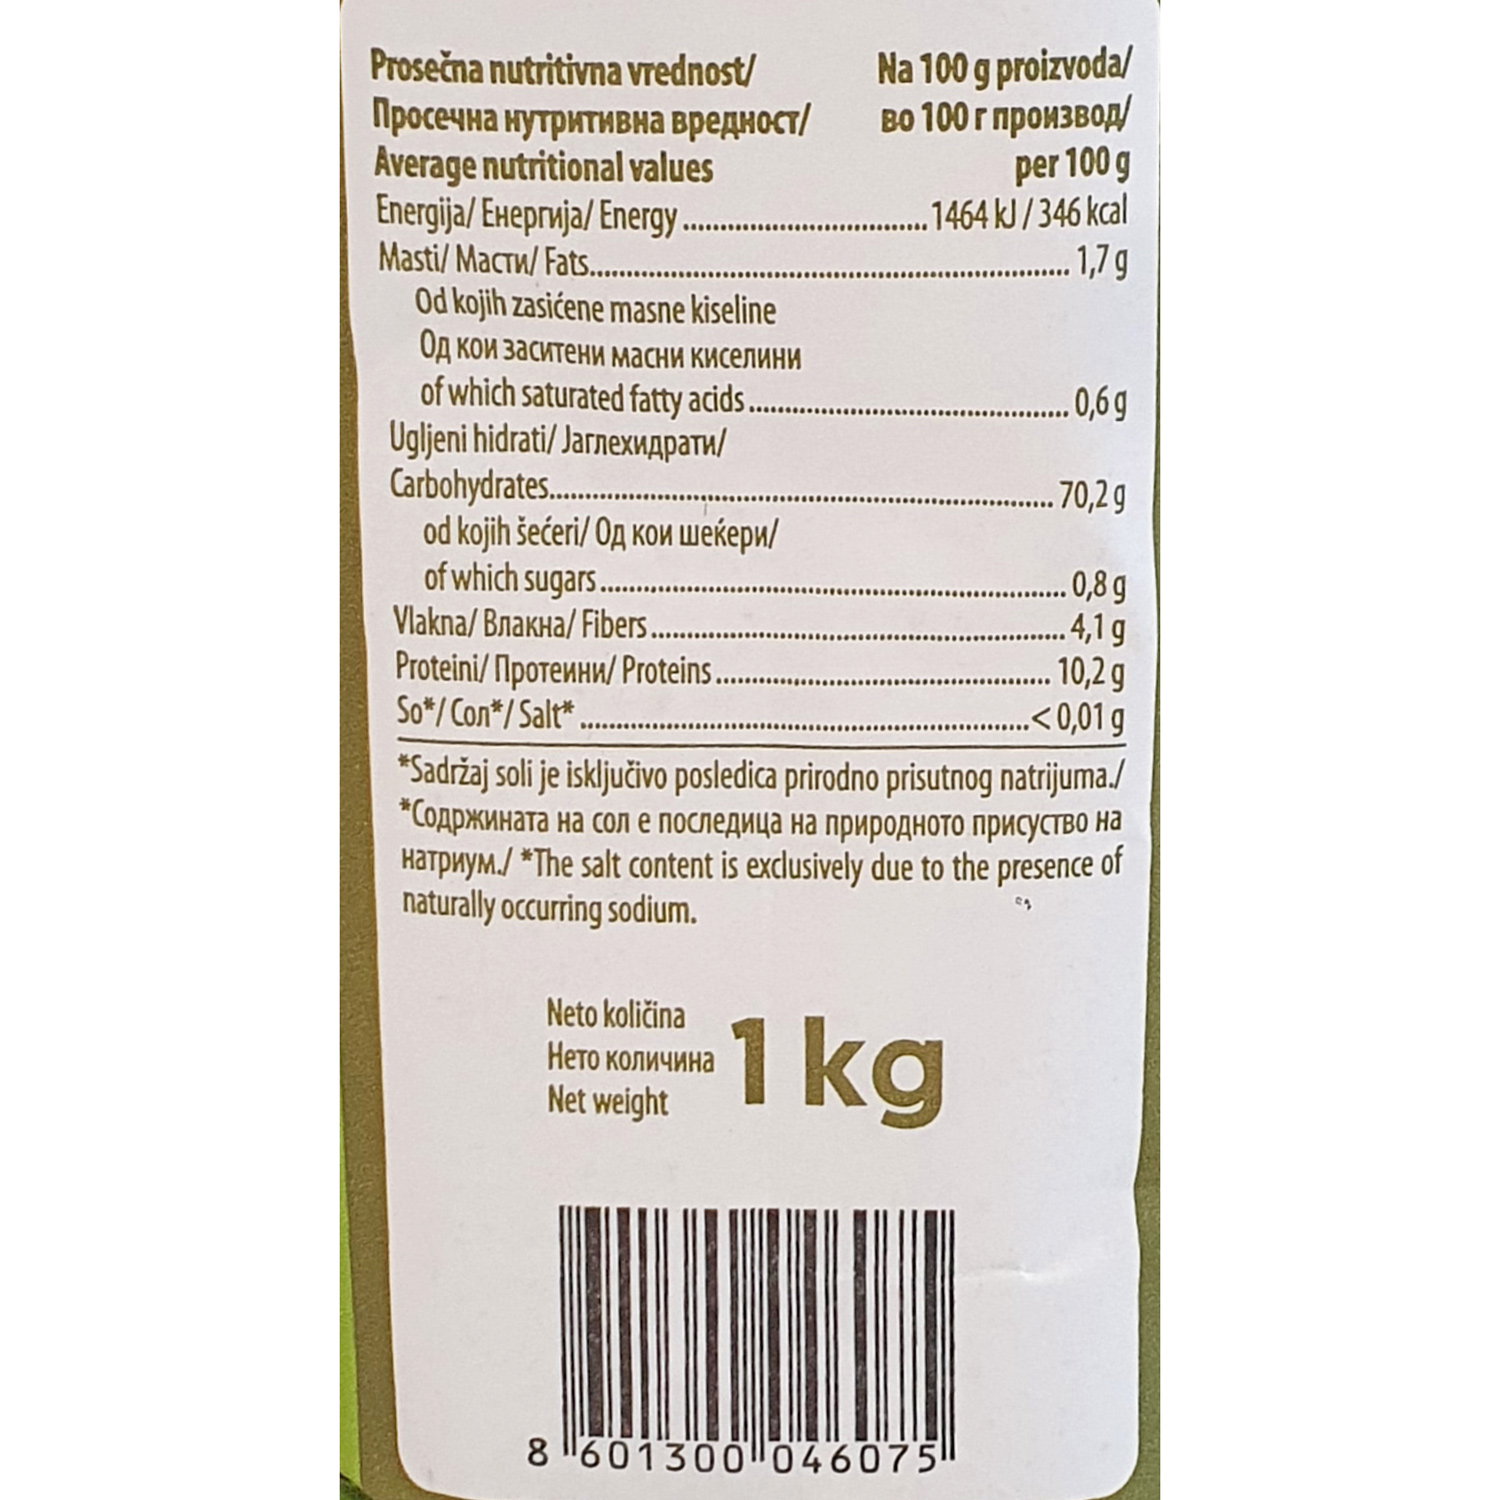 Prosečna nutritivna vrednost/ Na 100 g proizvoda/
Просечна нутритивна вредност/ во 100 г производ/
Average nutritional values per 100 g
Energija/ Енергија/ Energy ........................... 1464 kJ / 346 kcal
Masti/ Масти/ Fats........................................................ 1,7 g
Od kojih zasićene masne kiseline
Од кои заситени масни киселини
of which saturated fatty acids ..................................... 0,6 g
Ugljeni hidrati/ Јаглехидрати/
Carbohydrates........................................................... 70,2 g
od kojih šećeri/ Од кои шеќери/
of which sugars ....................................................... 0,8 g
Vlakna/ Влакна/ Fibers ................................................ 4,1 g
Proteini/ Протеини/ Proteins ....................................... 10,2 g
So*/ Сол*/ Salt* .................................................... < 0,01 g
*Sadržaj soli je isključivo posledica prirodno prisutnog natrijuma./
*Содржината на сол е последица на природното присуство на
натриум./ *The salt content is exclusively due to the presence of
naturally occurring sodium.
Neto količina
Нето количина
Net weight
1 kg
8 601300 046075